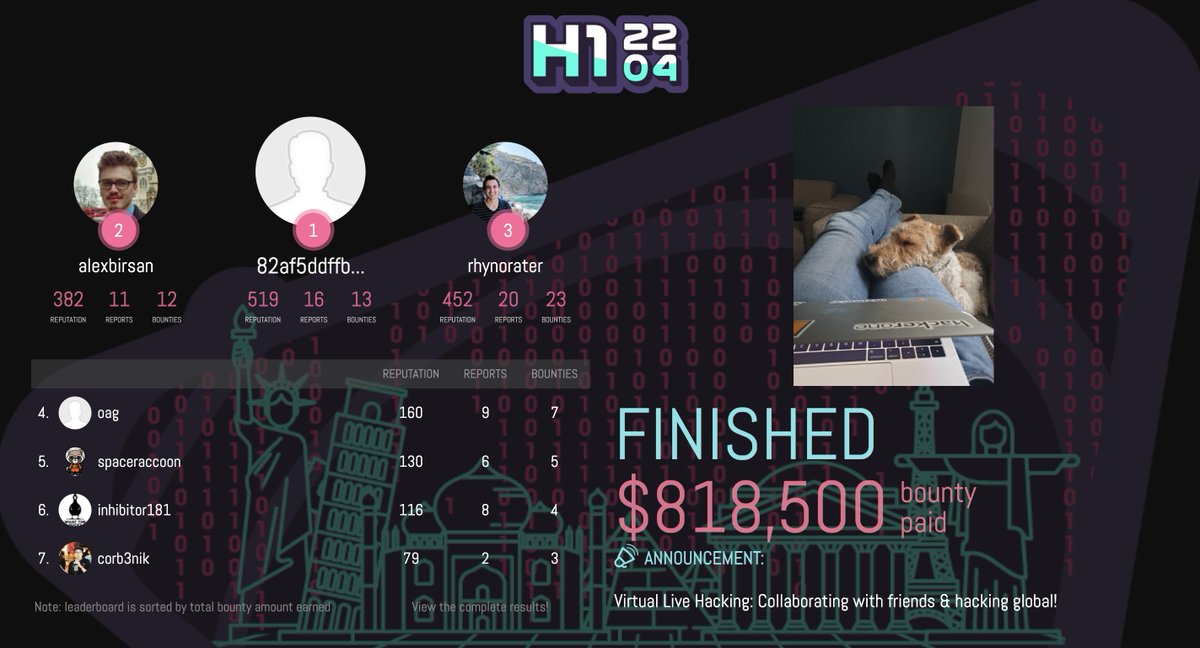 H1 22
04
2
1
3
alexbirsan
82af5ddffb...
rhynorater
382 11 12
REPUTATION REPORTS BOUNTIES
519 16 13
REPUTATION REPORTS BOUNTIES
452 20 23
REPUTATION REPORTS BOUNTIES
REPUTATION REPORTS BOUNTIES
4. oag 160 9 7
5. spaceraccoon 130 6 5
6. inhibitor181 116 8 4
7. corb3nik 79 2 3
Note: leaderboard is sorted by total bounty amount earned
View the complete results!
hackerone
FINISHED
$818,500 bounty
paid
ANNOUNCEMENT:
Virtual Live Hacking: Collaborating with friends & hacking global!